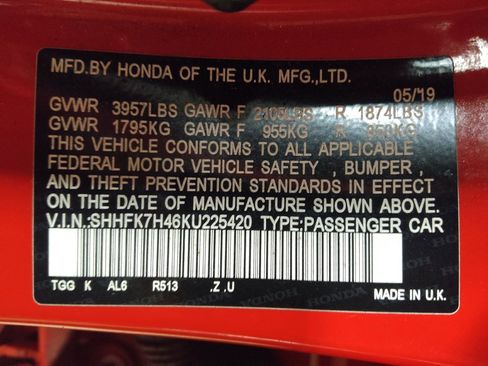 MFD.BY HONDA OF THE U.K. MFG.,LTD.
05/19
GVWR 3957LBS GAWR F 2105LBS R 1874LBS
GVWR 1795KG GAWR F 955KG R 850KG
THIS VEHICLE CONFORMS TO ALL APPLICABLE
FEDERAL MOTOR VEHICLE SAFETY , BUMPER ,
AND THEFT PREVENTION STANDARDS IN EFFECT
ON THE DATE OF MANUFACTURE SHOWN ABOVE.
V.I.N.:SHHFK7H46KU225420 TYPE:PASSENGER CAR
TGG K AL6 R513 .Z ,U
HONDA HONDA
MADE IN U.K.